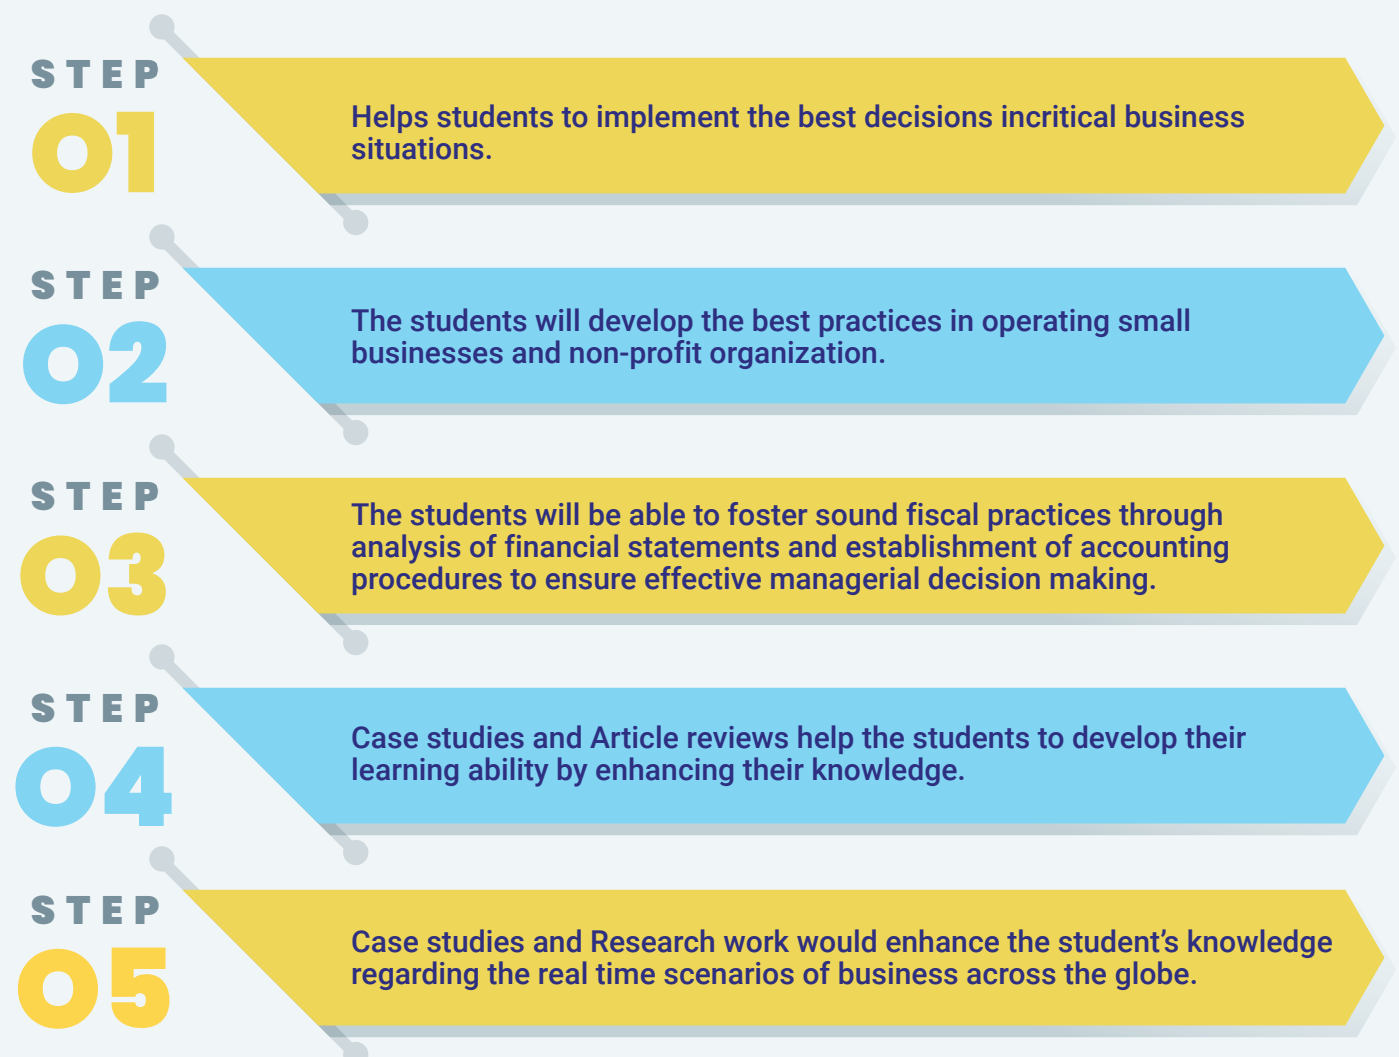 STEP
01
Helps students to implement the best decisions incritical business
situations.
STEP
02
The students will develop the best practices in operating small
businesses and non-profit organization.
STEP
03
The students will be able to foster sound fiscal practices through
analysis of financial statements and establishment of accounting
procedures to ensure effective managerial decision making.
STEP
04
Case studies and Article reviews help the students to develop their
learning ability by enhancing their knowledge.
STEP
05
Case studies and Research work would enhance the student’s knowledge
regarding the real time scenarios of business across the globe.